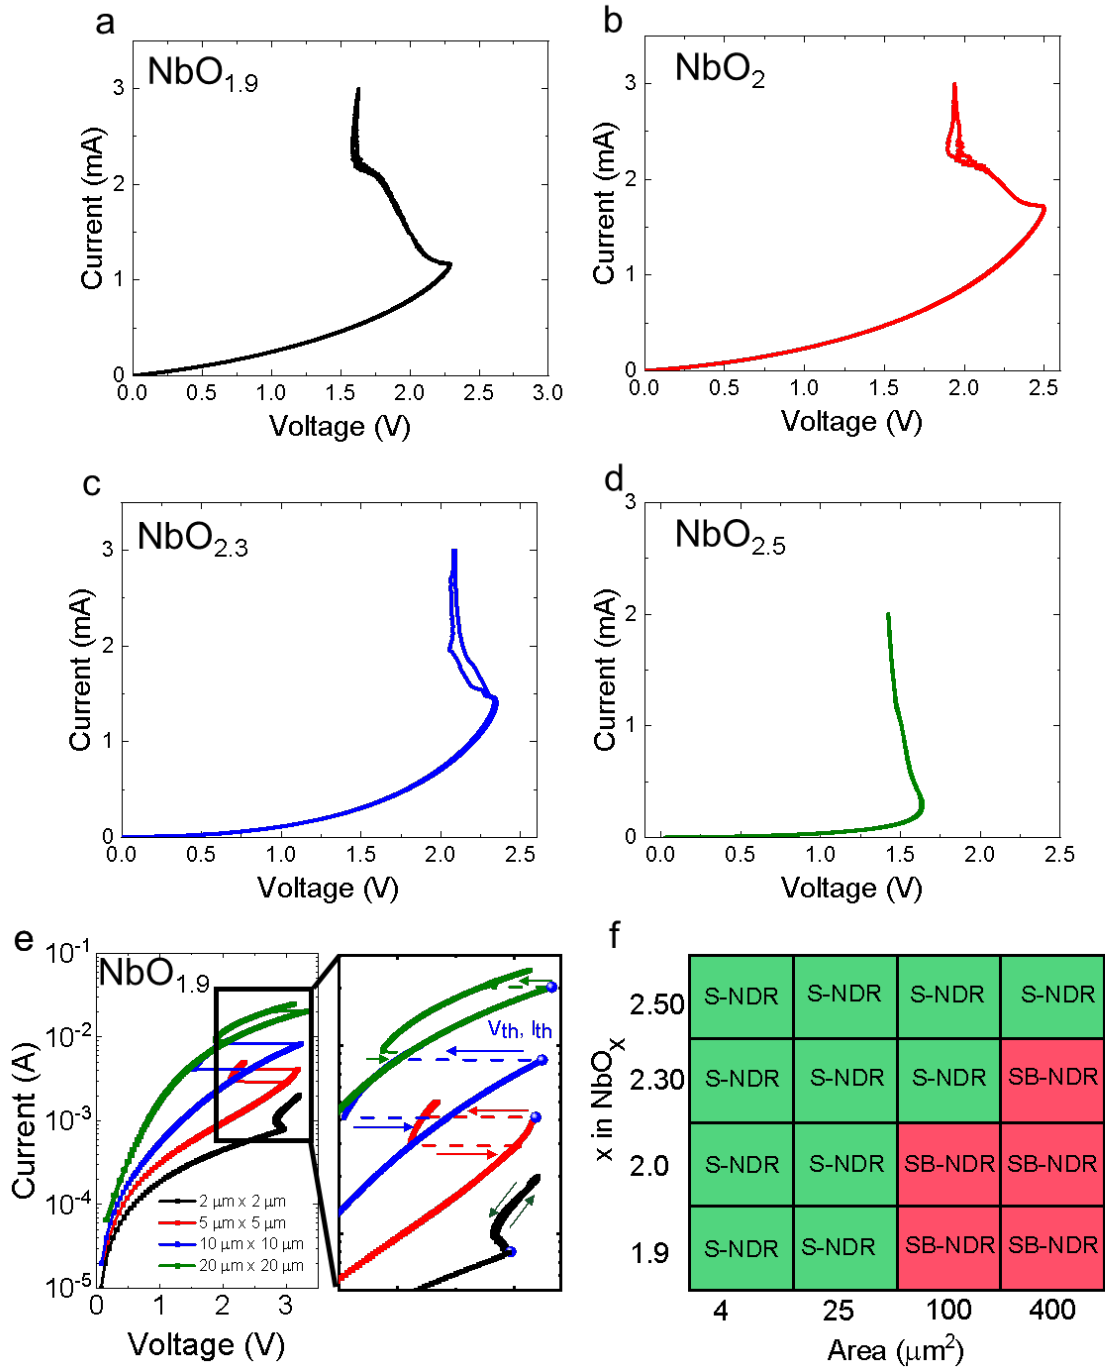 a
NbO1.9
Current (mA)
3
2
1
0
0.0 0.5 1.0 1.5 2.0 2.5 3.0
Voltage (V)
b
NbO2
Current (mA)
3
2
1
0
0.0 0.5 1.0 1.5 2.0 2.5
Voltage (V)
c
NbO2.3
Current (mA)
3
2
1
0
0.0 0.5 1.0 1.5 2.0 2.5
Voltage (V)
d
NbO2.5
Current (mA)
3
2
1
0
0.0 0.5 1.0 1.5 2.0 2.5
Voltage (V)
e
NbO1.9
Current (A)
10-1
10-2
10-3
10-4
10-5
2 µm x 2 µm
5 µm x 5 µm
10 µm x 10 µm
20 µm x 20 µm
0 1 2 3
Voltage (V)
Vth, Ith
f
x in NbOx
2.50 S-NDR S-NDR S-NDR S-NDR
2.30 S-NDR S-NDR S-NDR SB-NDR
2.0 S-NDR S-NDR SB-NDR SB-NDR
1.9 S-NDR S-NDR SB-NDR SB-NDR
4 25 100 400
Area (µm2)